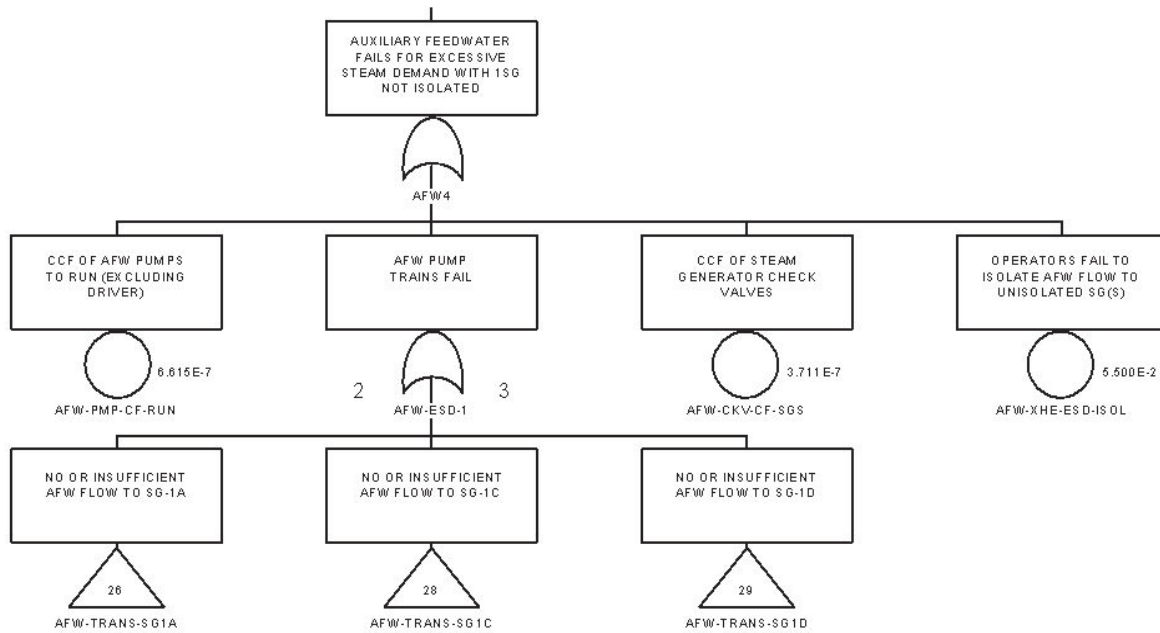 AUXILIARY FEEDWATER
FAILS FOR EXCESSIVE
STEAM DEMAND WITH 1SG
NOT ISOLATED
AFW4
CCF OF AFW PUMPS
TO RUN (EXCLUDING
DRIVER)
6.615E-7
AFW-PMP-CF-RUN
AFW PUMP
TRAINS FAIL
2
3
AFW-ESD-1
CCF OF STEAM
GENERATOR CHECK
VALVES
3.711E-7
AFW-CKV-CF-SGS
OPERATORS FAIL TO
ISOLATE AFW FLOW TO
UNISOLATED SG(S)
5.500E-2
AFW-XHE-ESD-ISOL
NO OR INSUFFICIENT
AFW FLOW TO SG-1A
26
AFW-TRANS-SG1A
NO OR INSUFFICIENT
AFW FLOW TO SG-1C
28
AFW-TRANS-SG1C
NO OR INSUFFICIENT
AFW FLOW TO SG-1D
29
AFW-TRANS-SG1D